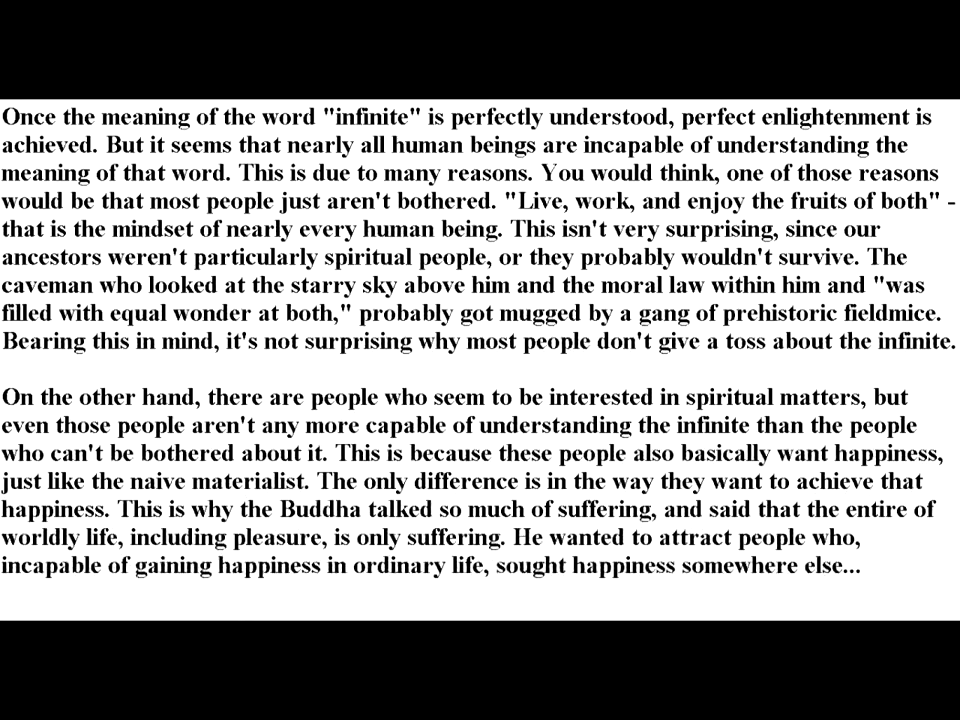 Once the meaning of the word "infinite" is perfectly understood, perfect enlightenment is
achieved. But it seems that nearly all human beings are incapable of understanding the
meaning of that word. This is due to many reasons. You would think, one of those reasons
would be that most people just aren't bothered. "Live, work, and enjoy the fruits of both" -
that is the mindset of nearly every human being. This isn't very surprising, since our
ancestors weren't particularly spiritual people, or they probably wouldn't survive. The
caveman who looked at the starry sky above him and the moral law within him and "was
filled with equal wonder at both," probably got mugged by a gang of prehistoric fieldmice.
Bearing this in mind, it's not surprising why most people don't give a toss about the infinite.

On the other hand, there are people who seem to be interested in spiritual matters, but
even those people aren't any more capable of understanding the infinite than the people
who can't be bothered about it. This is because these people also basically want happiness,
just like the naive materialist. The only difference is in the way they want to achieve that
happiness. This is why the Buddha talked so much of suffering, and said that the entire of
worldly life, including pleasure, is only suffering. He wanted to attract people who,
incapable of gaining happiness in ordinary life, sought happiness somewhere else...